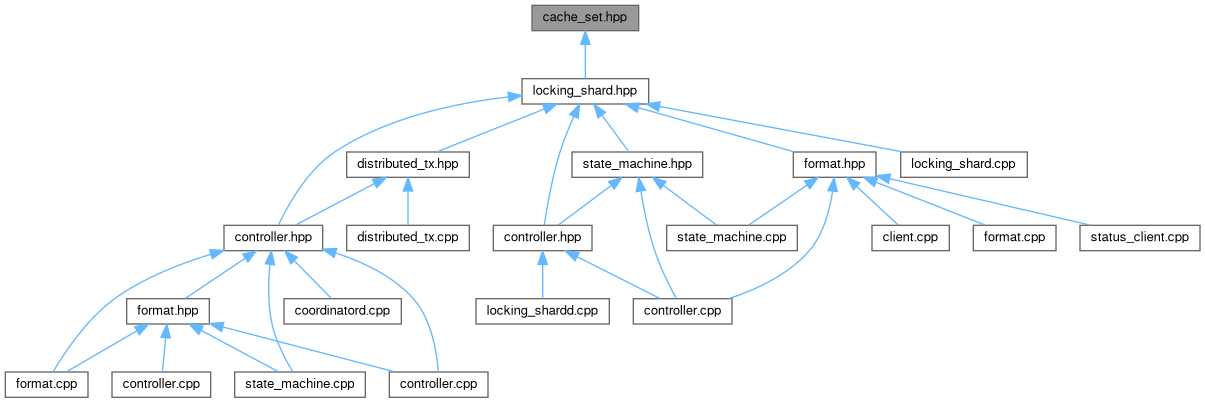 cache_set.hpp
locking_shard.hpp
distributed_tx.hpp
state_machine.hpp
format.hpp
locking_shard.cpp
controller.hpp
distributed_tx.cpp
controller.hpp
state_machine.cpp
client.cpp
format.cpp
status_client.cpp
format.hpp
coordinatord.cpp
locking_shardd.cpp
controller.cpp
format.cpp
controller.cpp
state_machine.cpp
controller.cpp